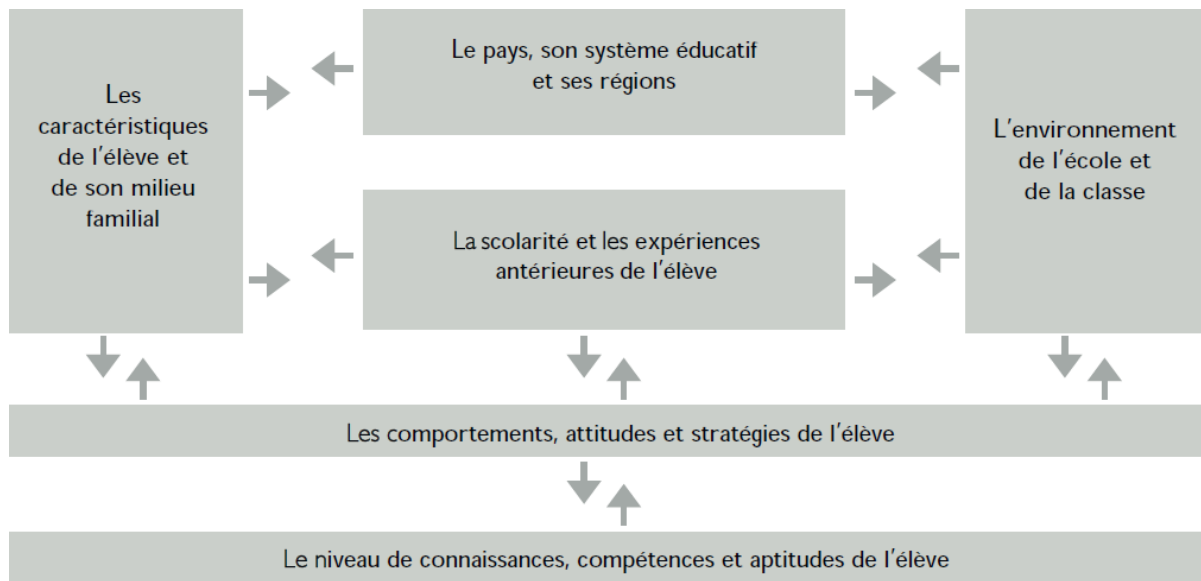 Les
caractéristiques
de l'élève et
de son milieu
familial
Le pays, son système éducatif
et ses régions
La scolarité et les expériences
antérieures de l'élève
L'environnement
de l'école et
de la classe
Les comportements, attitudes et stratégies de l'élève
Le niveau de connaissances, compétences et aptitudes de l'élève